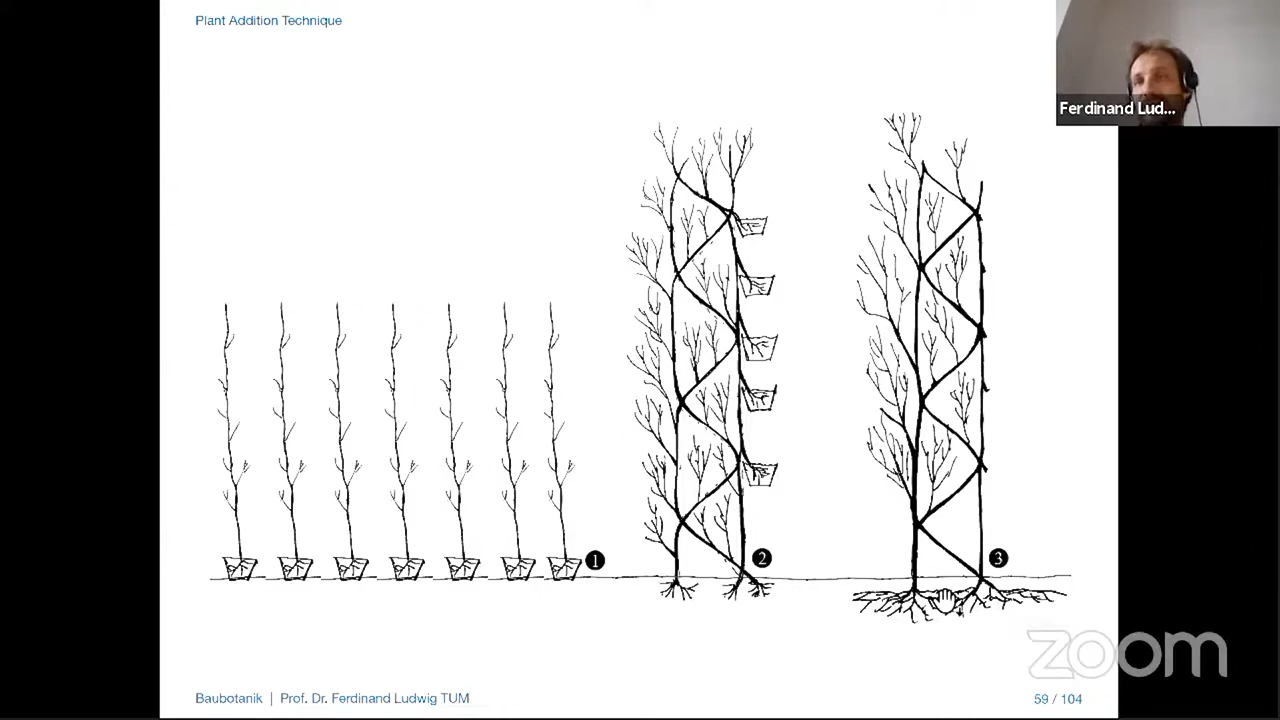 Plant Addition Technique
Ferdinand Lud...
1
2
3
zoom
Baubotanik | Prof. Dr. Ferdinand Ludwig TUM
59 / 104